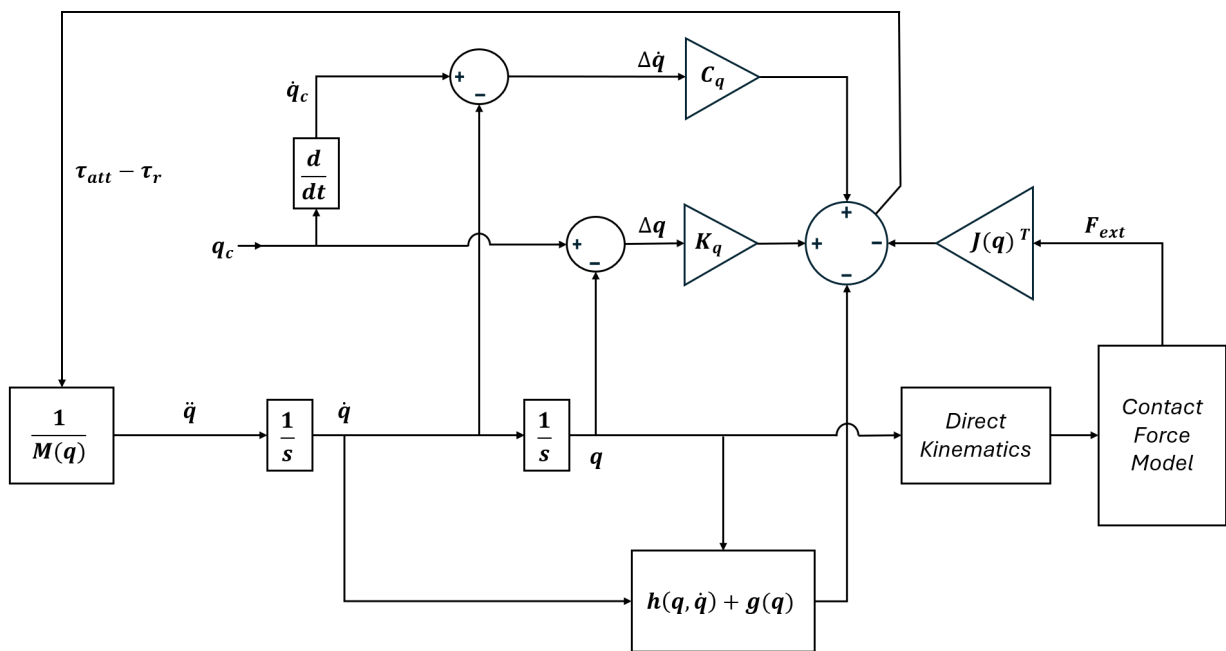 Δq̇
C_q
q̇_c
+
−
d
dt
τ_att − τ_r
q_c
+
−
Δq
K_q
+
+
−
−
J(q)ᵀ
F_ext
1
M(q)
q̈
1
s
q̇
1
s
q
Direct
Kinematics
Contact
Force
Model
h(q, q̇) + g(q)